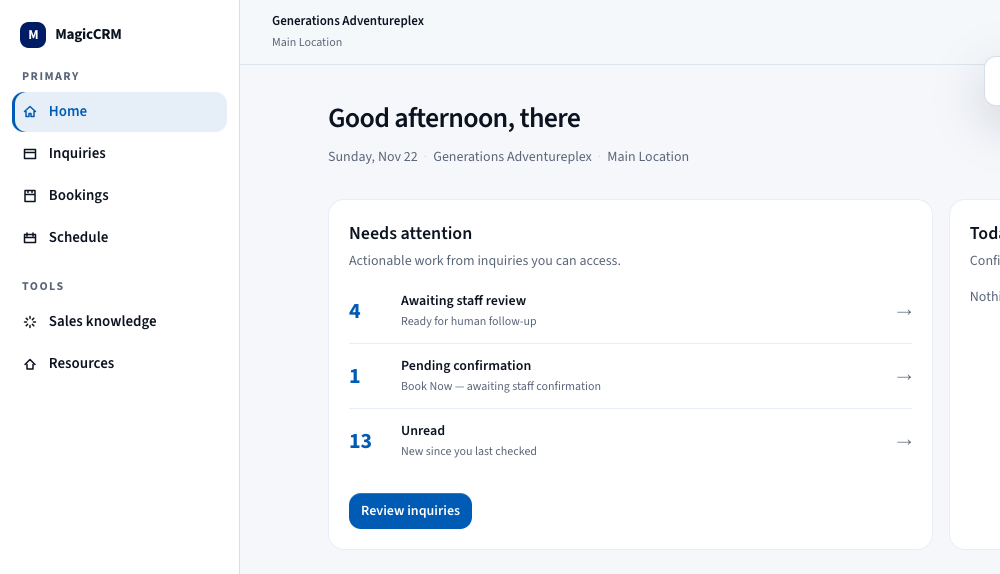 M MagicCRM
PRIMARY
Home
Inquiries
Bookings
Schedule
TOOLS
Sales knowledge
Resources
Generations Adventureplex
Main Location
Good afternoon, there
Sunday, Nov 22 · Generations Adventureplex · Main Location
Needs attention
Actionable work from inquiries you can access.
4
Awaiting staff review
Ready for human follow-up
→
1
Pending confirmation
Book Now — awaiting staff confirmation
→
13
Unread
New since you last checked
→
Review inquiries